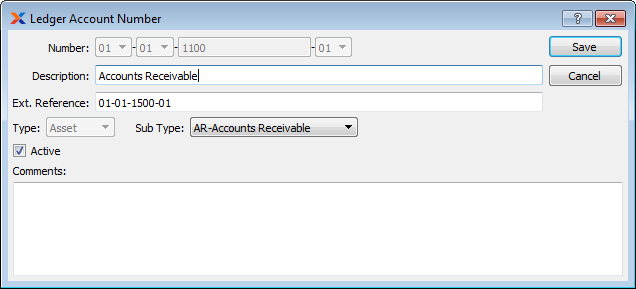 Ledger Account Number
Number: 01 - 01 - 1100 - 01
Save
Description: Accounts Receivable
Cancel
Ext. Reference: 01-01-1500-01
Type: Asset Sub Type: AR-Accounts Receivable
Active
Comments: